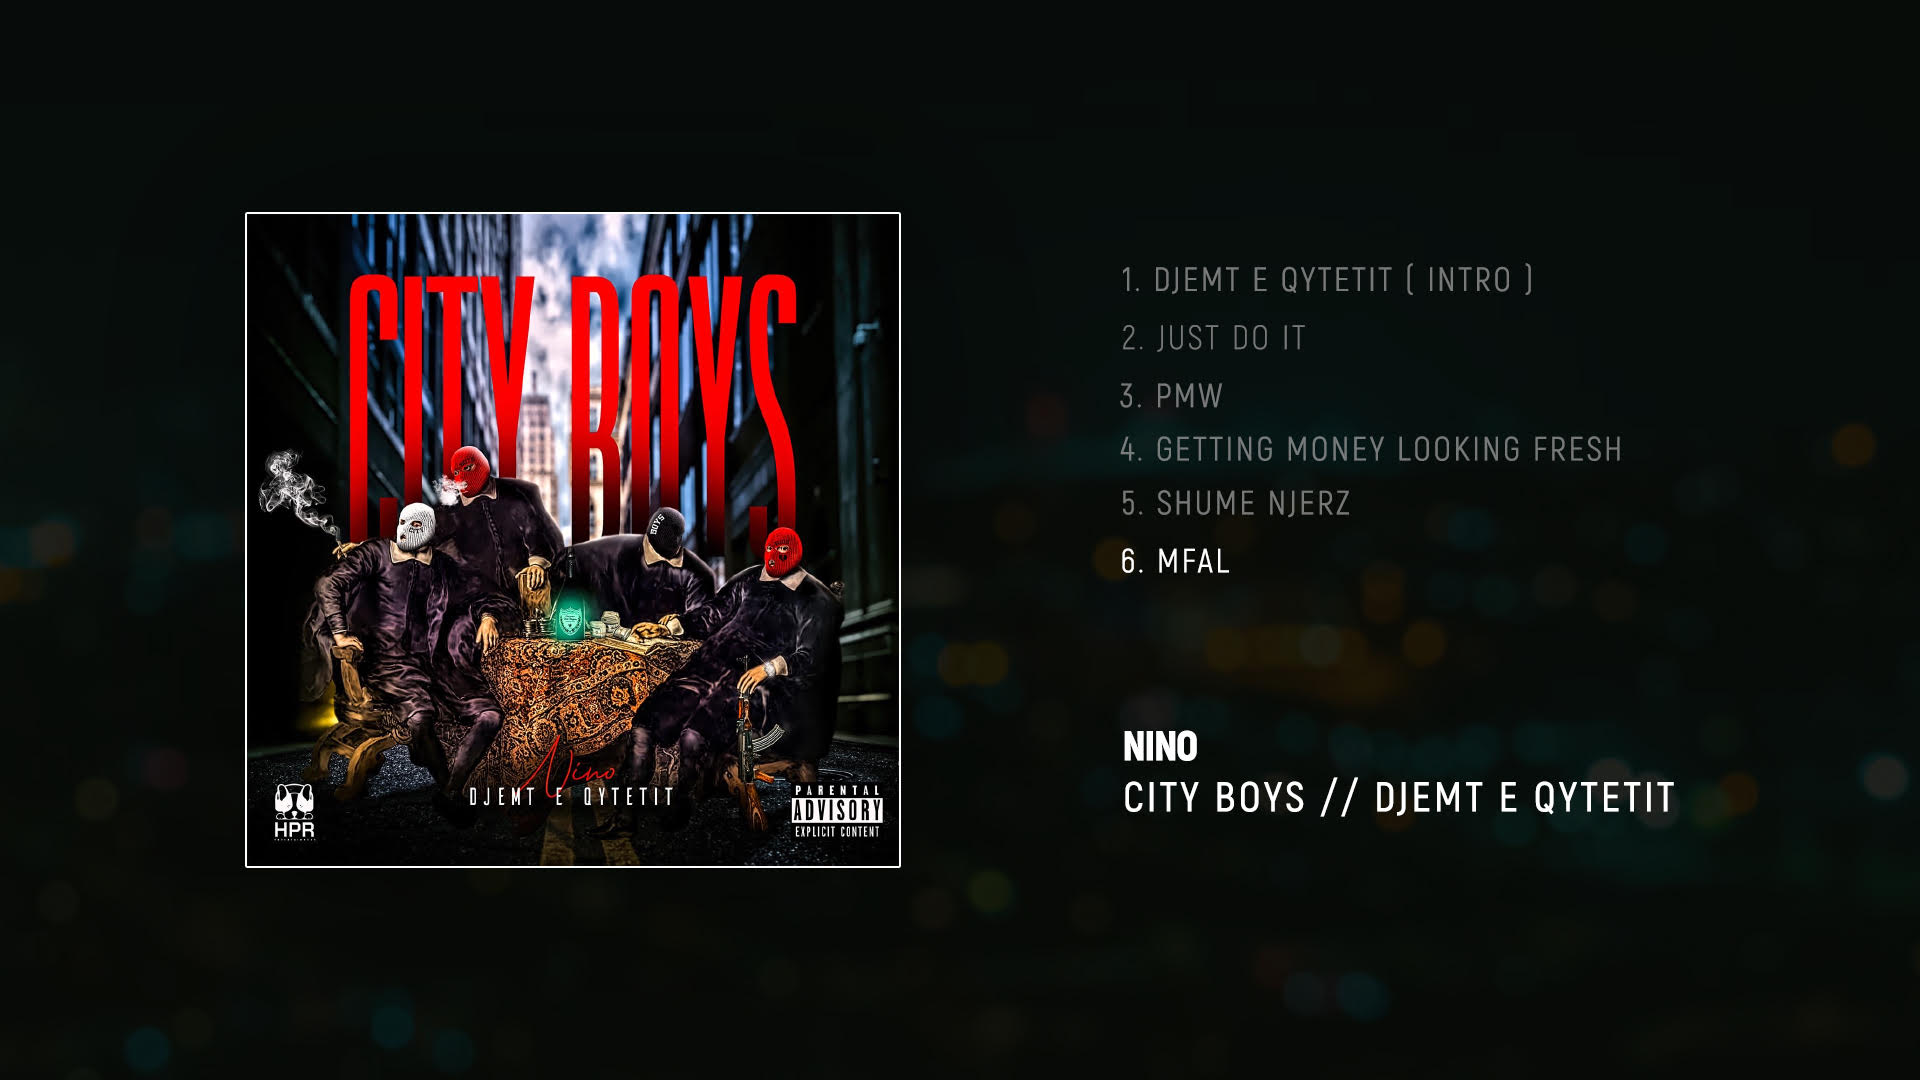 CITY BOYS
BOYS
Nino
DJEMT E QYTETIT
HPR
PARENTAL
ADVISORY
EXPLICIT CONTENT
1. DJEMT E QYTETIT ( INTRO )
2. JUST DO IT
3. PMW
4. GETTING MONEY LOOKING FRESH
5. SHUME NJERZ
6. MFAL
NINO
CITY BOYS // DJEMT E QYTETIT